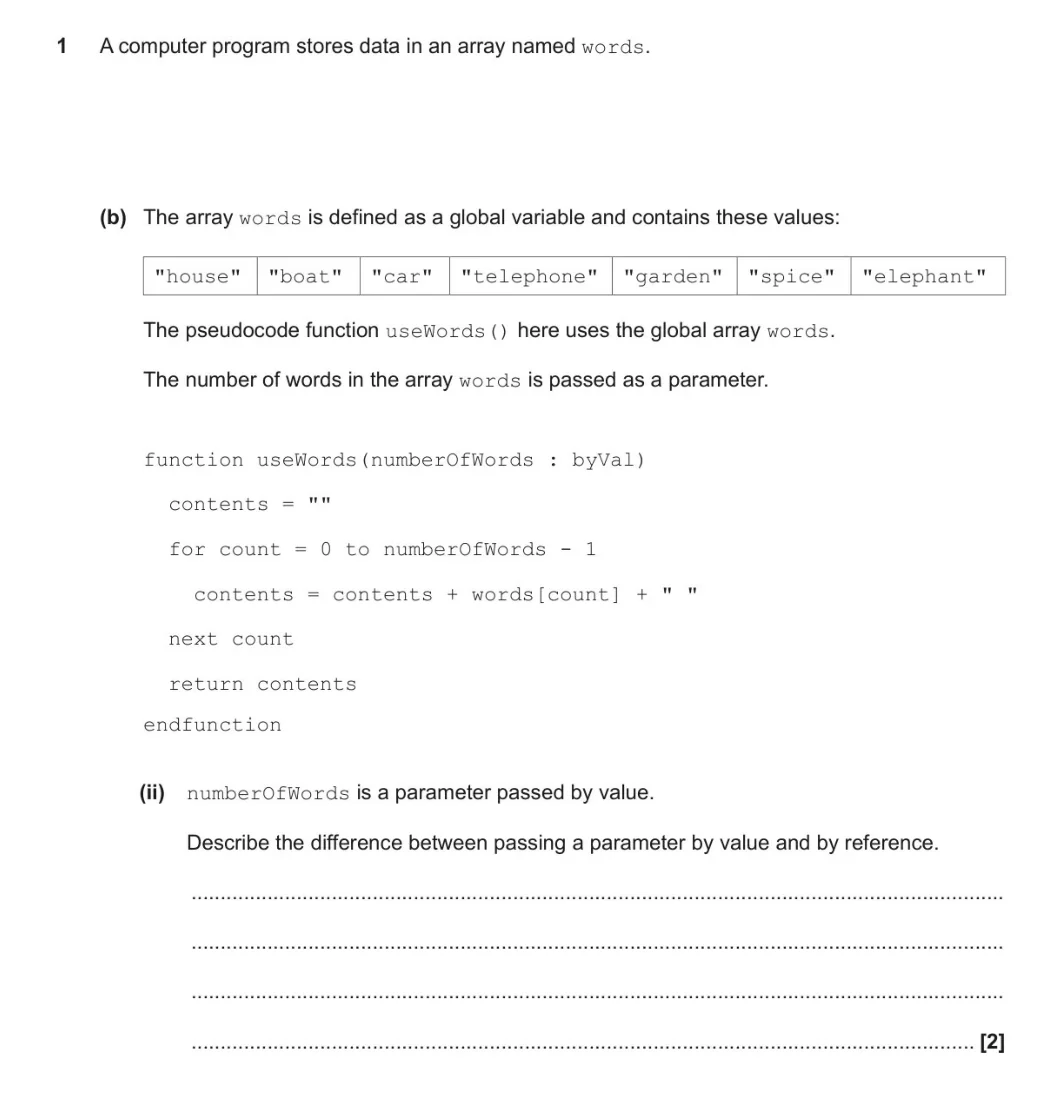 1 A computer program stores data in an array named words.
(b) The array words is defined as a global variable and contains these values:
"house" "boat" "car" "telephone" "garden" "spice" "elephant"
The pseudocode function useWords() here uses the global array words.
The number of words in the array words is passed as a parameter.
function useWords(numberOfWords : byVal)
contents = ""
for count = 0 to numberOfWords - 1
contents = contents + words[count] + " "
next count
return contents
endfunction
(ii) numberOfWords is a parameter passed by value.
Describe the difference between passing a parameter by value and by reference.
[2]